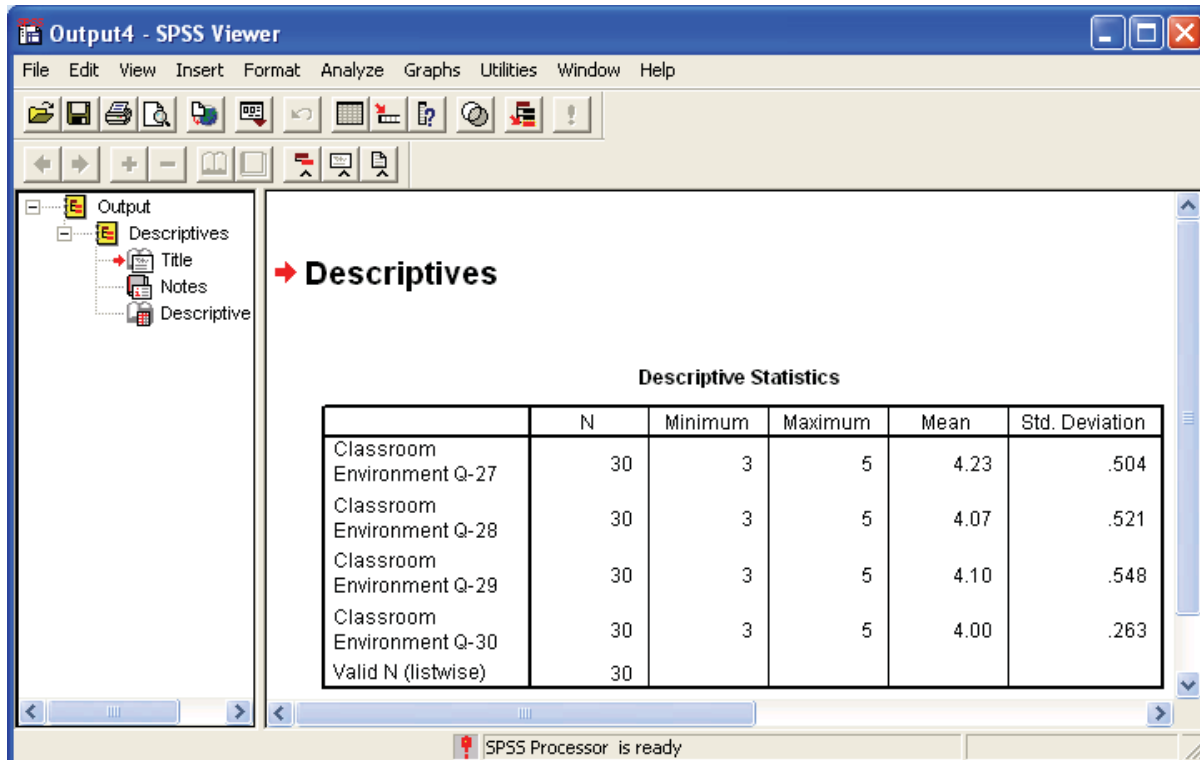 Output4 - SPSS Viewer
File Edit View Insert Format Analyze Graphs Utilities Window Help
Output
Descriptives
Title
Notes
Descriptive
Descriptives
Descriptive Statistics
N Minimum Maximum Mean Std. Deviation
Classroom
Environment Q-27 30 3 5 4.23 .504
Classroom
Environment Q-28 30 3 5 4.07 .521
Classroom
Environment Q-29 30 3 5 4.10 .548
Classroom
Environment Q-30 30 3 5 4.00 .263
Valid N (listwise) 30
SPSS Processor is ready